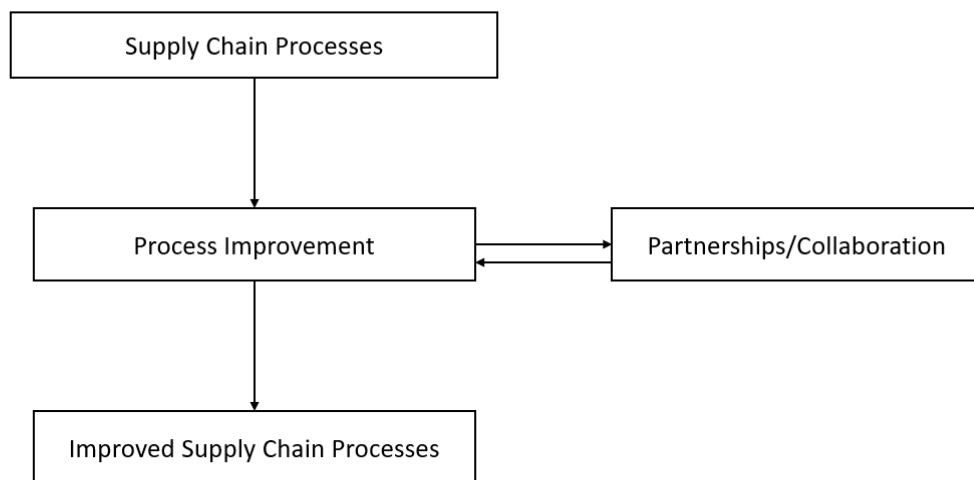 Supply Chain Processes
Process Improvement
Partnerships/Collaboration
Improved Supply Chain Processes